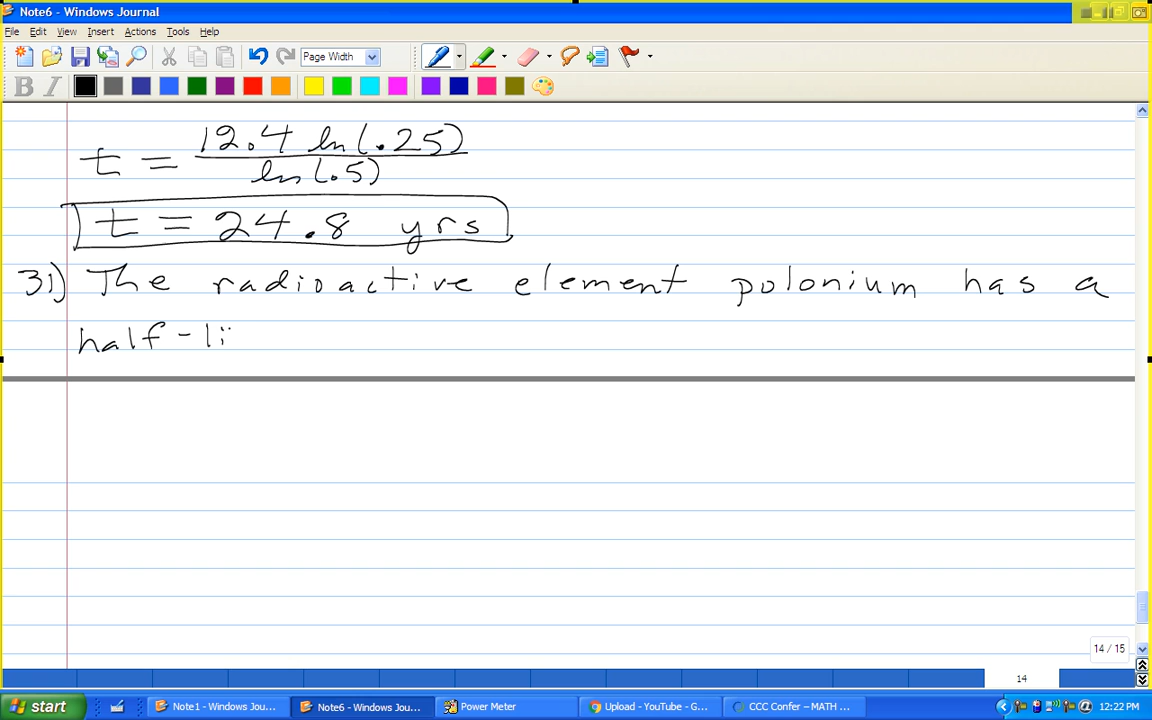 Note6 - Windows Journal
File Edit View Insert Actions Tools Help
Page Width
B I
t = 12.4 ln(.25)
ln(.5)
t = 24.8 yrs
31) The radioactive element polonium has a
half-li
14 / 15
14
start Note1 - Windows Jour... Note6 - Windows Jou... Power Meter Upload - YouTube - G... CCC Confer – MATH ... 12:22 PM